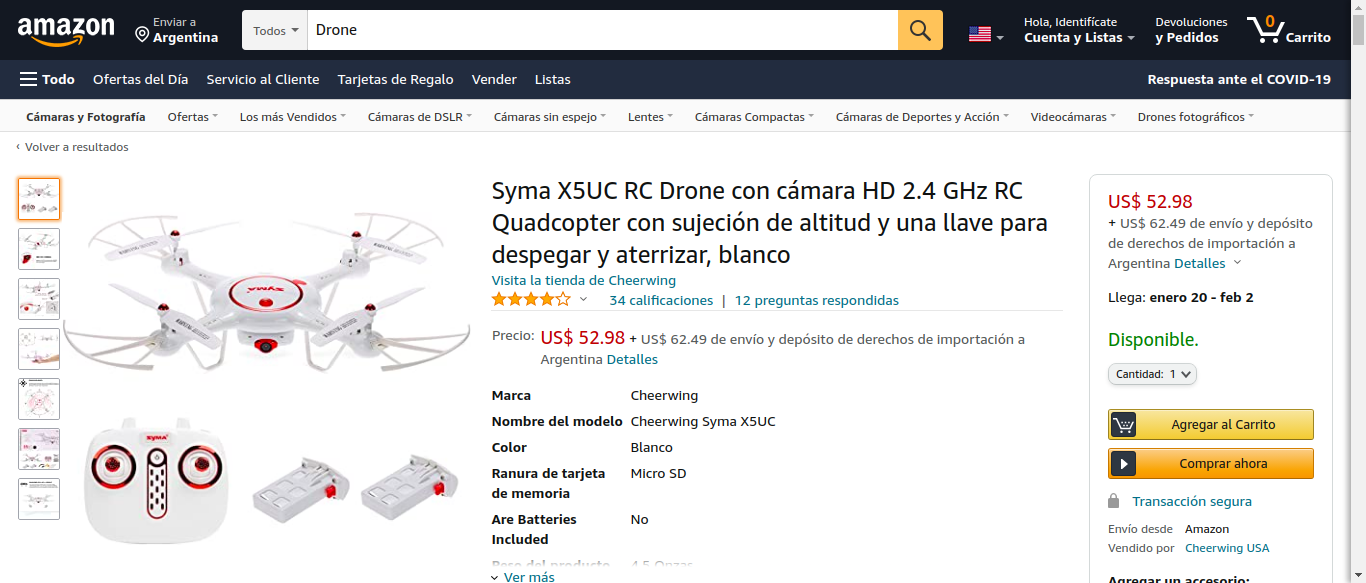 amazon
Enviar a
Argentina
Todos
Drone
Hola, Identifícate
Cuenta y Listas
Devoluciones
y Pedidos
0
Carrito
Todo
Ofertas del Día
Servicio al Cliente
Tarjetas de Regalo
Vender
Listas
Respuesta ante el COVID-19
Cámaras y Fotografía
Ofertas
Los más Vendidos
Cámaras de DSLR
Cámaras sin espejo
Lentes
Cámaras Compactas
Cámaras de Deportes y Acción
Videocámaras
Drones fotográficos
‹ Volver a resultados
SYMA
SYMA
Syma X5UC RC Drone con cámara HD 2.4 GHz RC
Quadcopter con sujeción de altitud y una llave para
despegar y aterrizar, blanco
Visita la tienda de Cheerwing
34 calificaciones | 12 preguntas respondidas
Precio: US$ 52.98 + US$ 62.49 de envío y depósito de derechos de importación a
Argentina Detalles
Marca Cheerwing
Nombre del modelo Cheerwing Syma X5UC
Color Blanco
Ranura de tarjeta Micro SD
de memoria
Are Batteries No
Included
Peso del producto 4.5 Onzas
Ver más
US$ 52.98
+ US$ 62.49 de envío y depósito
de derechos de importación a
Argentina Detalles
Llega: enero 20 - feb 2
Disponible.
Cantidad: 1
Agregar al Carrito
Comprar ahora
Transacción segura
Envío desde Amazon
Vendido por Cheerwing USA
Agregar un accesorio: